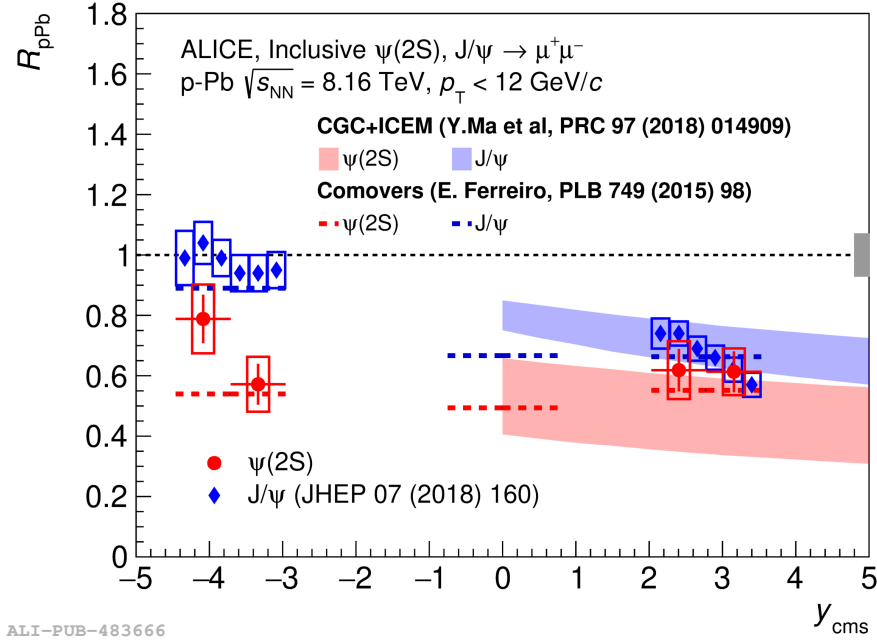 ALICE, Inclusive ψ(2S), J/ψ → μ⁺μ⁻
p-Pb √s_NN = 8.16 TeV, p_T < 12 GeV/c
CGC+ICEM (Y.Ma et al, PRC 97 (2018) 014909)
ψ(2S) J/ψ
Comovers (E. Ferreiro, PLB 749 (2015) 98)
ψ(2S) J/ψ
ψ(2S)
J/ψ (JHEP 07 (2018) 160)
R_pPb
1.8
1.6
1.4
1.2
1
0.8
0.6
0.4
0.2
0
−5 −4 −3 −2 −1 0 1 2 3 4 5
y_cms
ALI−PUB−483666